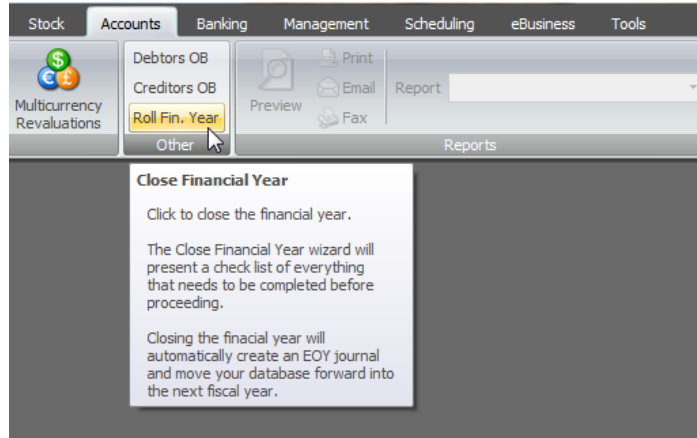 Stock Accounts Banking Management Scheduling eBusiness Tools
Multicurrency
Revaluations
Debtors OB
Creditors OB
Roll Fin. Year
Other
Preview
Print
Email
Fax
Report
Reports
Close Financial Year
Click to close the financial year.
The Close Financial Year wizard will
present a check list of everything
that needs to be completed before
proceeding.
Closing the finacial year will
automatically create an EOY journal
and move your database forward into
the next fiscal year.